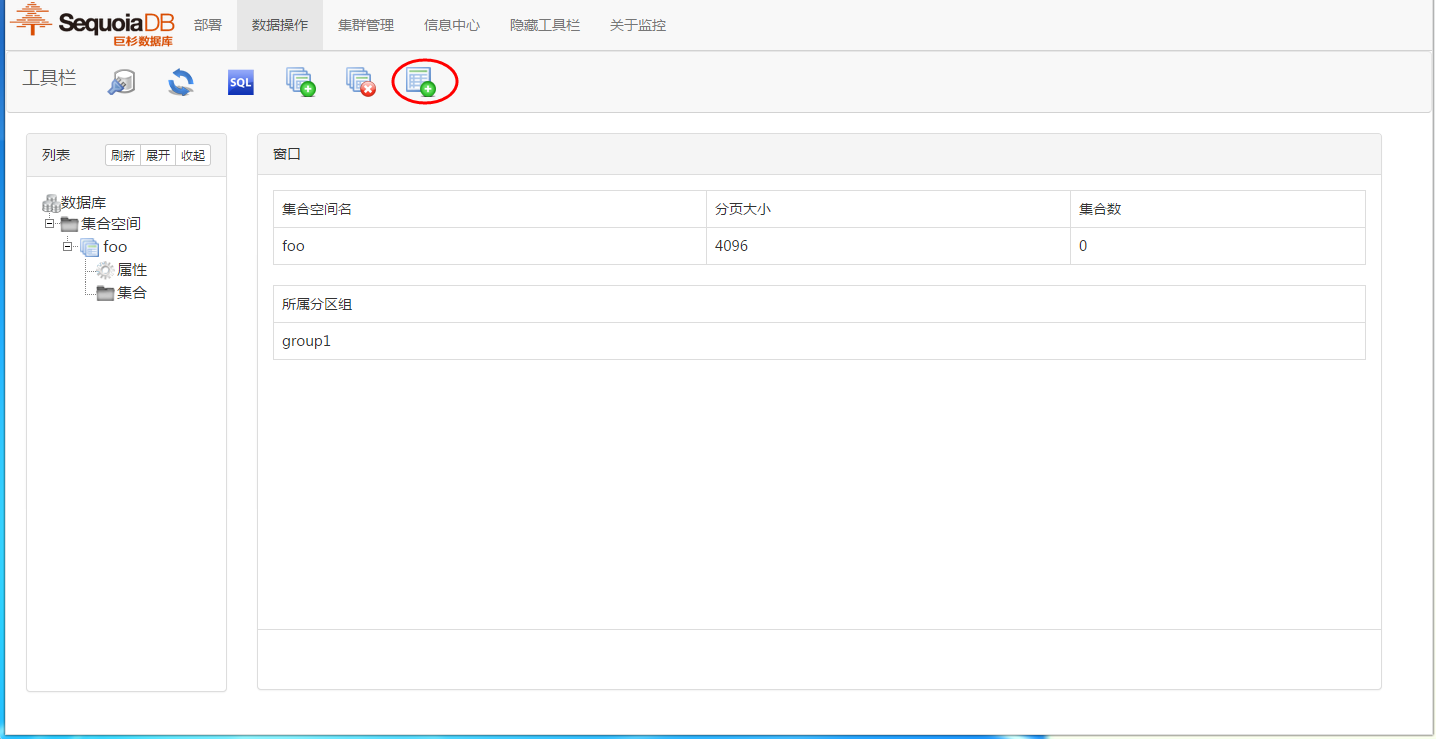 SequoiaDB
巨杉数据库
部署 数据操作 集群管理 信息中心 隐藏工具栏 关于监控
工具栏 SQL
列表 刷新 展开 收起
数据库
集合空间
foo
属性
集合
窗口
集合空间名 分页大小 集合数
foo 4096 0
所属分区组
group1